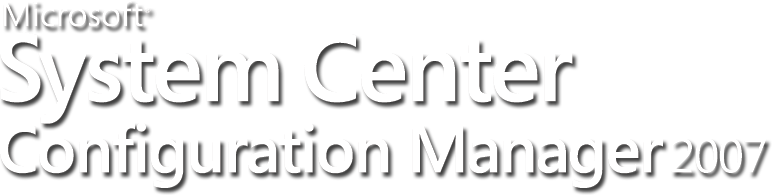 Microsoft®
System Center
Configuration Manager 2007